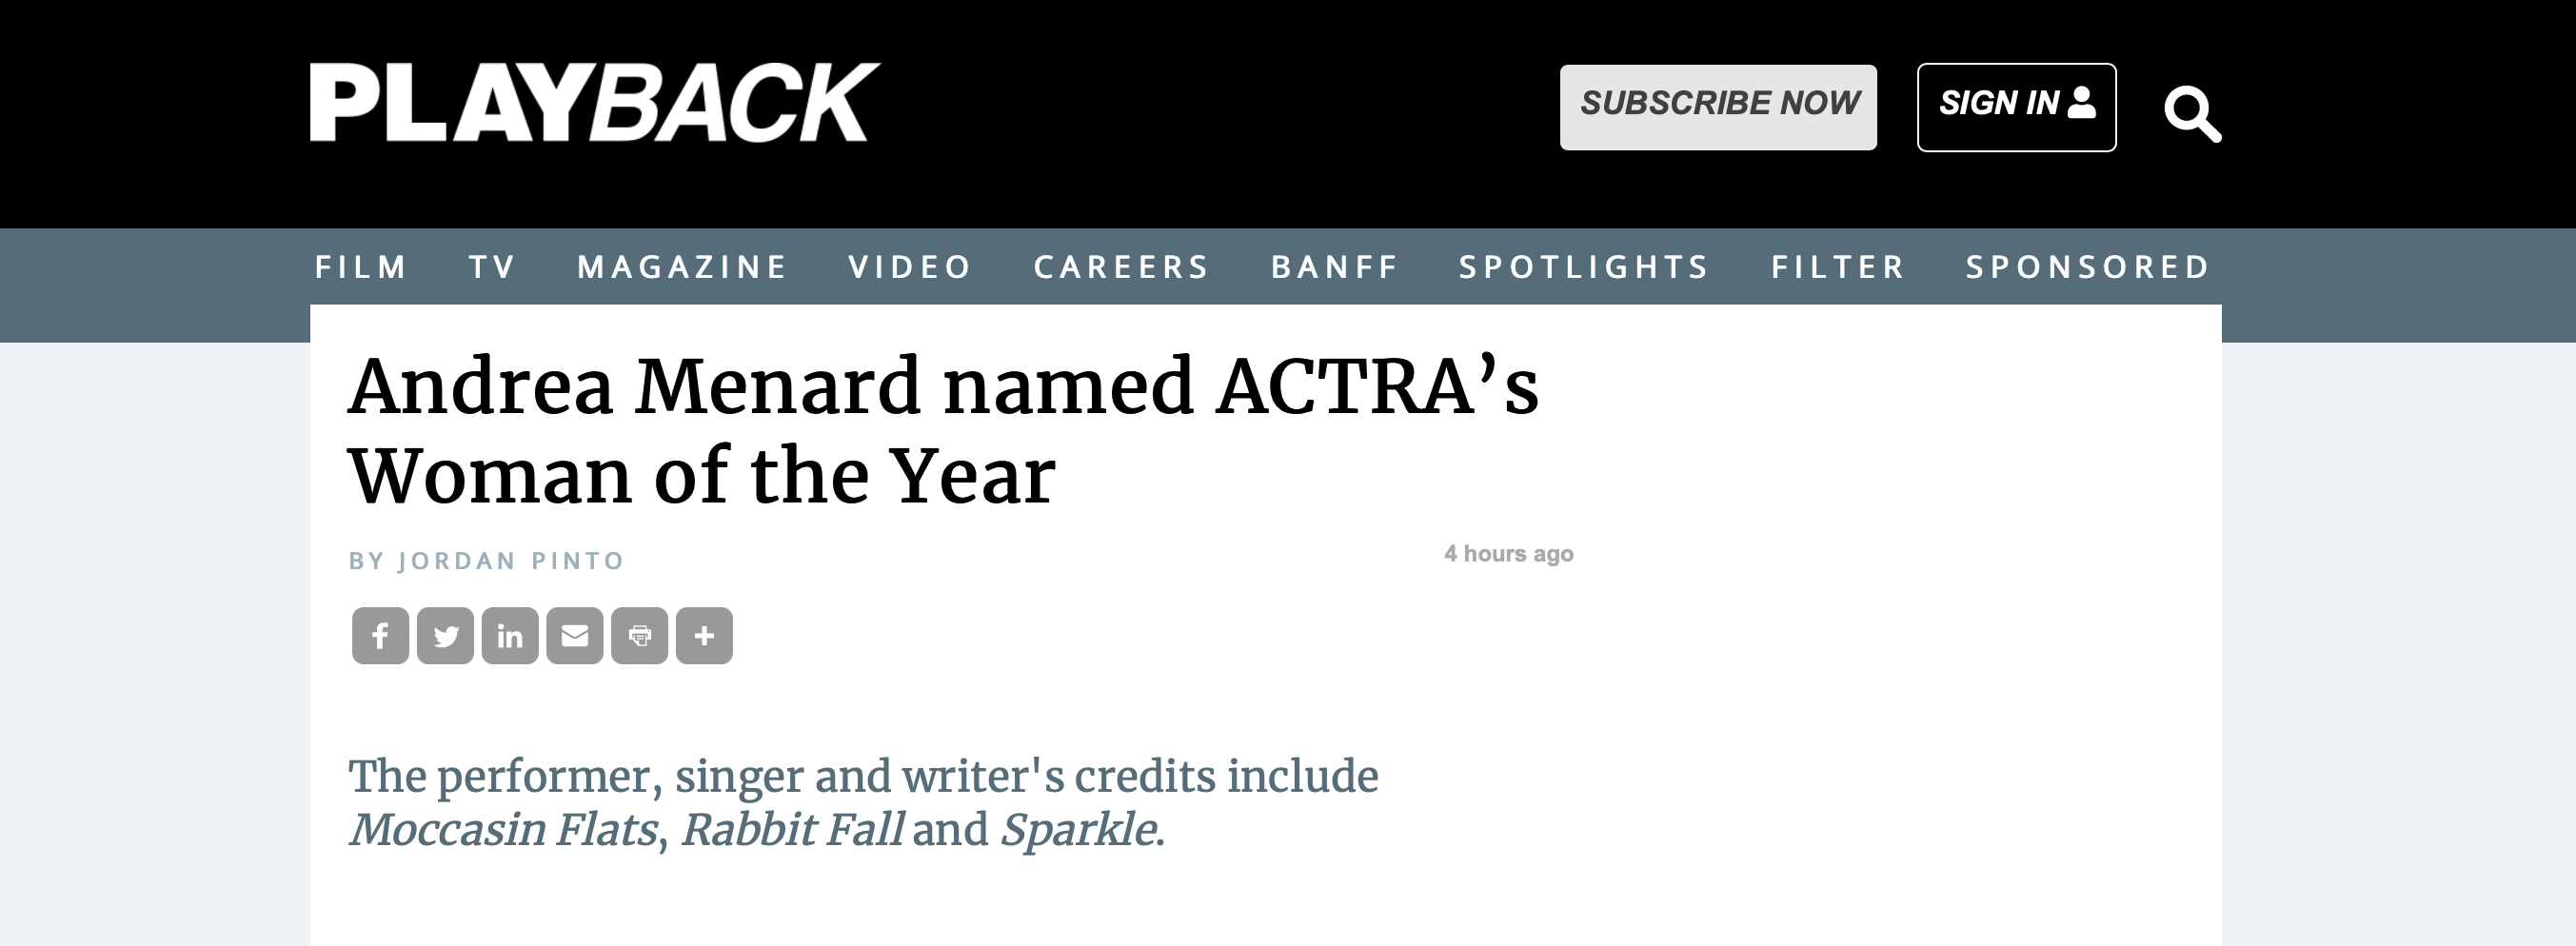 PLAYBACK
SUBSCRIBE NOW
SIGN IN
FILM TV MAGAZINE VIDEO CAREERS BANFF SPOTLIGHTS FILTER SPONSORED
Andrea Menard named ACTRA’s
Woman of the Year
BY JORDAN PINTO
4 hours ago
The performer, singer and writer's credits include
Moccasin Flats, Rabbit Fall and Sparkle.